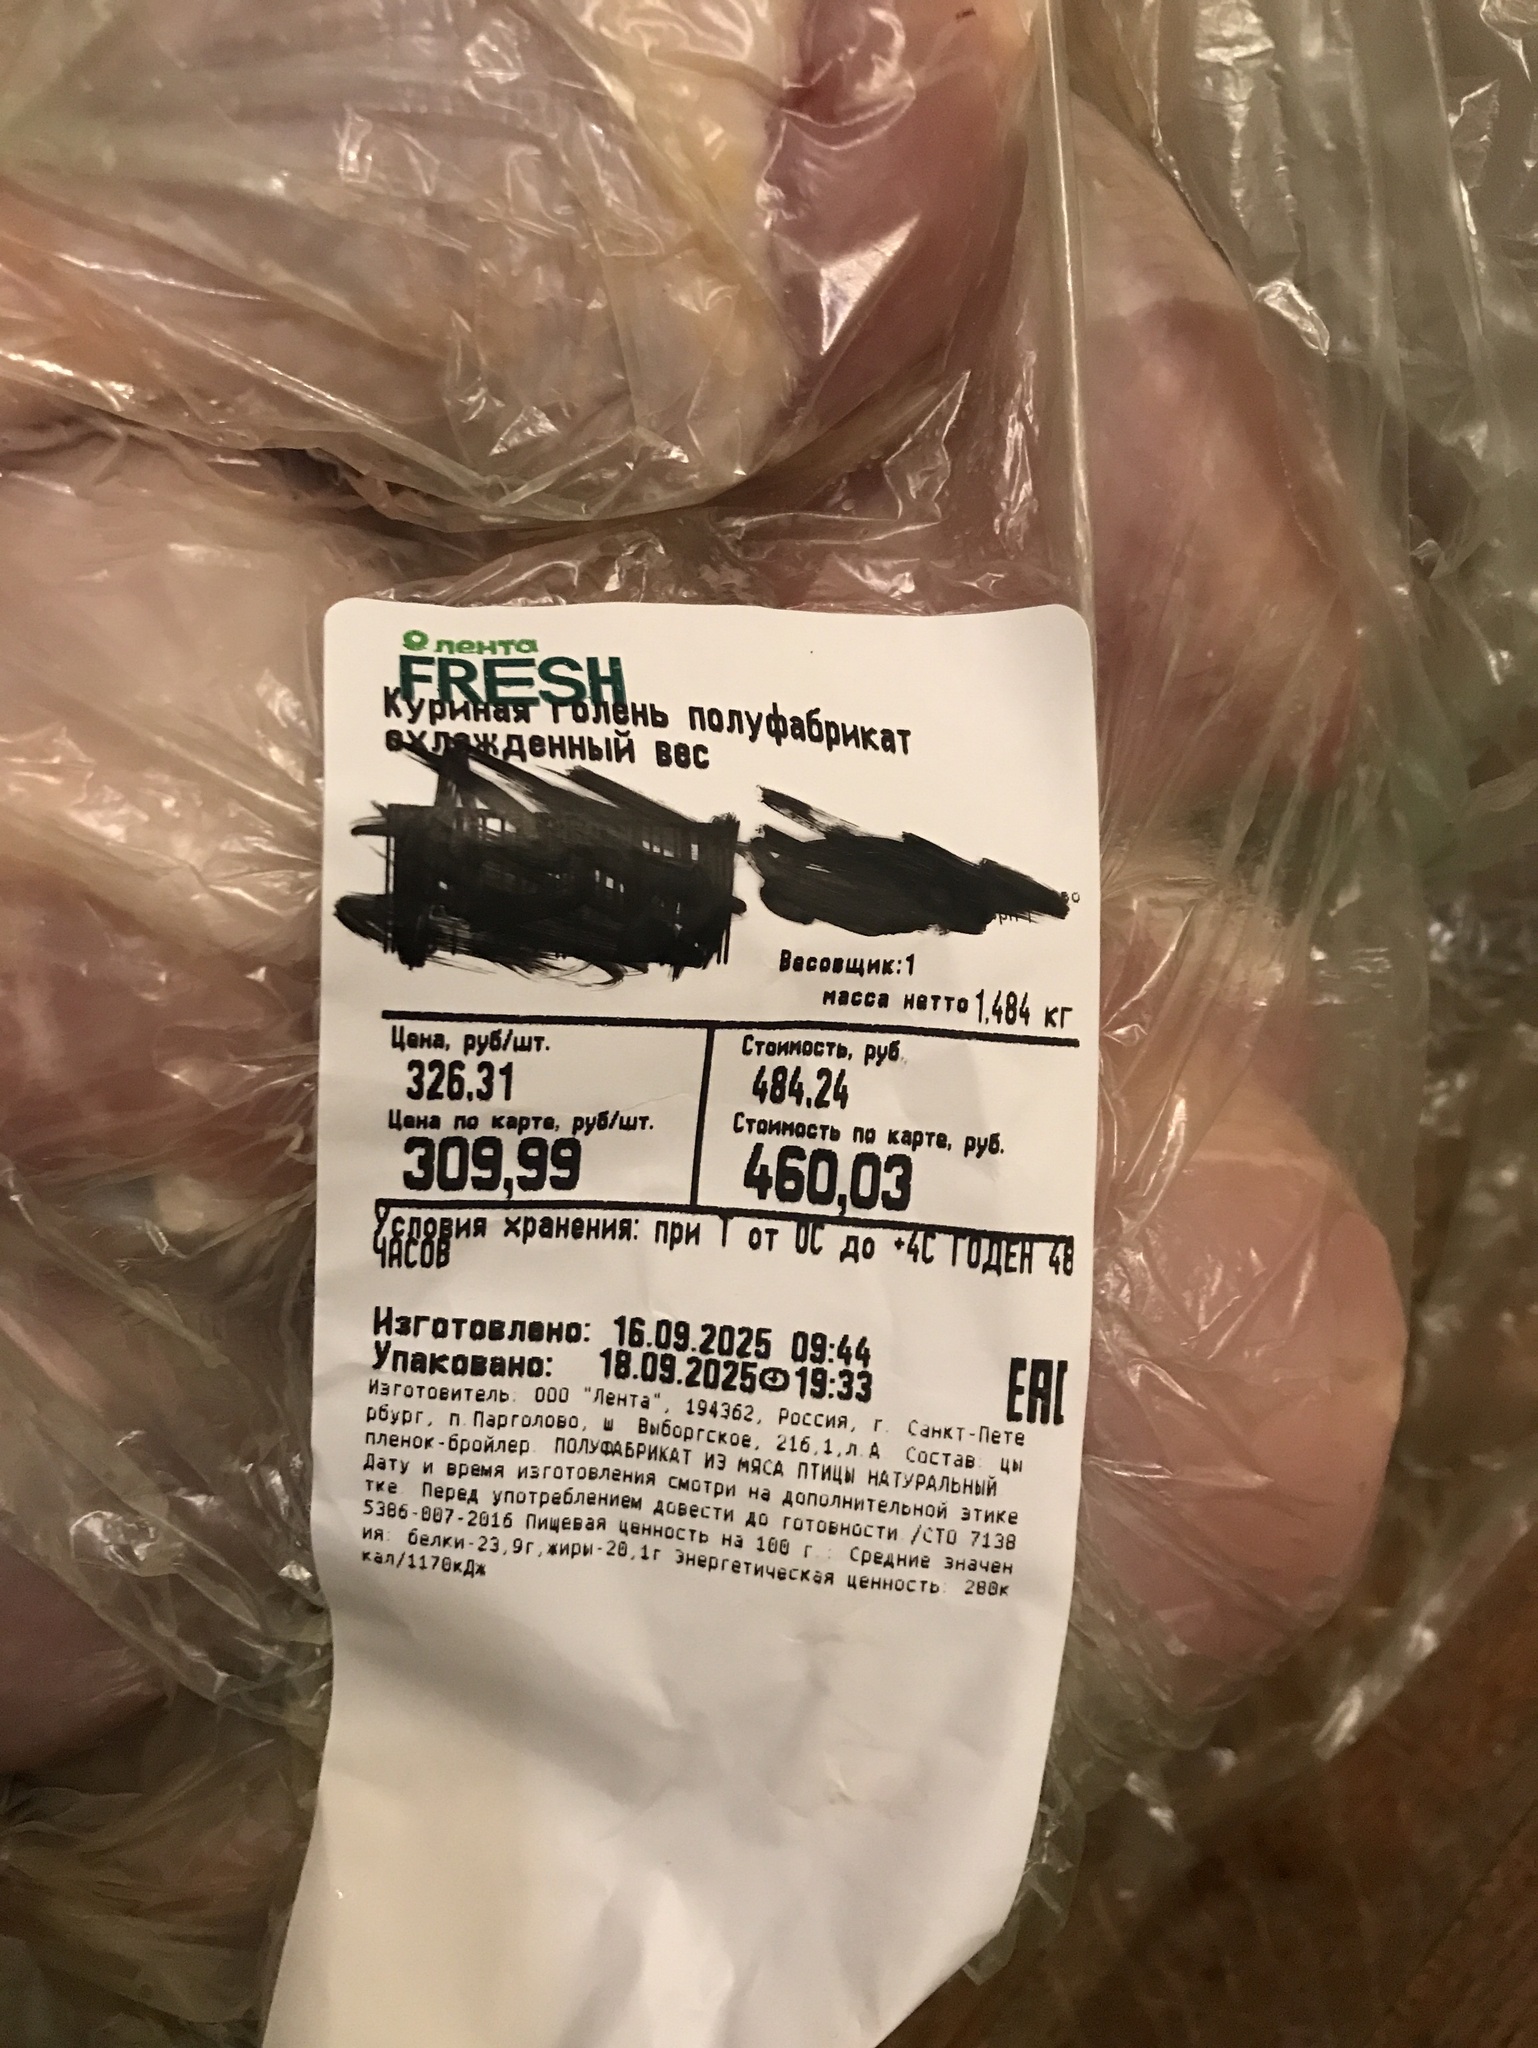 лента
FRESH
Куриная голень полуфабрикат
охлажденный вес
Весовщик:1
масса нетто 1.484 кг
Цена, руб/шт.
326.31
Стоимость, руб.
484.24
Цена по карте, руб/шт.
309,99
Стоимость по карте, руб.
460,03
Условия хранения: при Т от 0С до +4С ГОДЕН 48
ЧАСОВ
Изготовлено: 16.09.2025 09:44
Упаковано: 18.09.2025 19:33
EAC
Изготовитель: ООО "Лента", 194362, Россия, г. Санкт-Пете
рбург, п.Парголово, ш. Выборгское, 216,1,л.А. Состав: цы
пленок-бройлер. ПОЛУФАБРИКАТ ИЗ МЯСА ПТИЦЫ НАТУРАЛЬНЫЙ
Дату и время изготовления смотри на дополнительной этике
тке. Перед употреблением довести до готовности./СТО 7138
5386-007-2016 Пищевая ценность на 100 г.: Средние значен
ия: белки-23,9г,жиры-20,1г Энергетическая ценность: 280к
кал/1170кДж